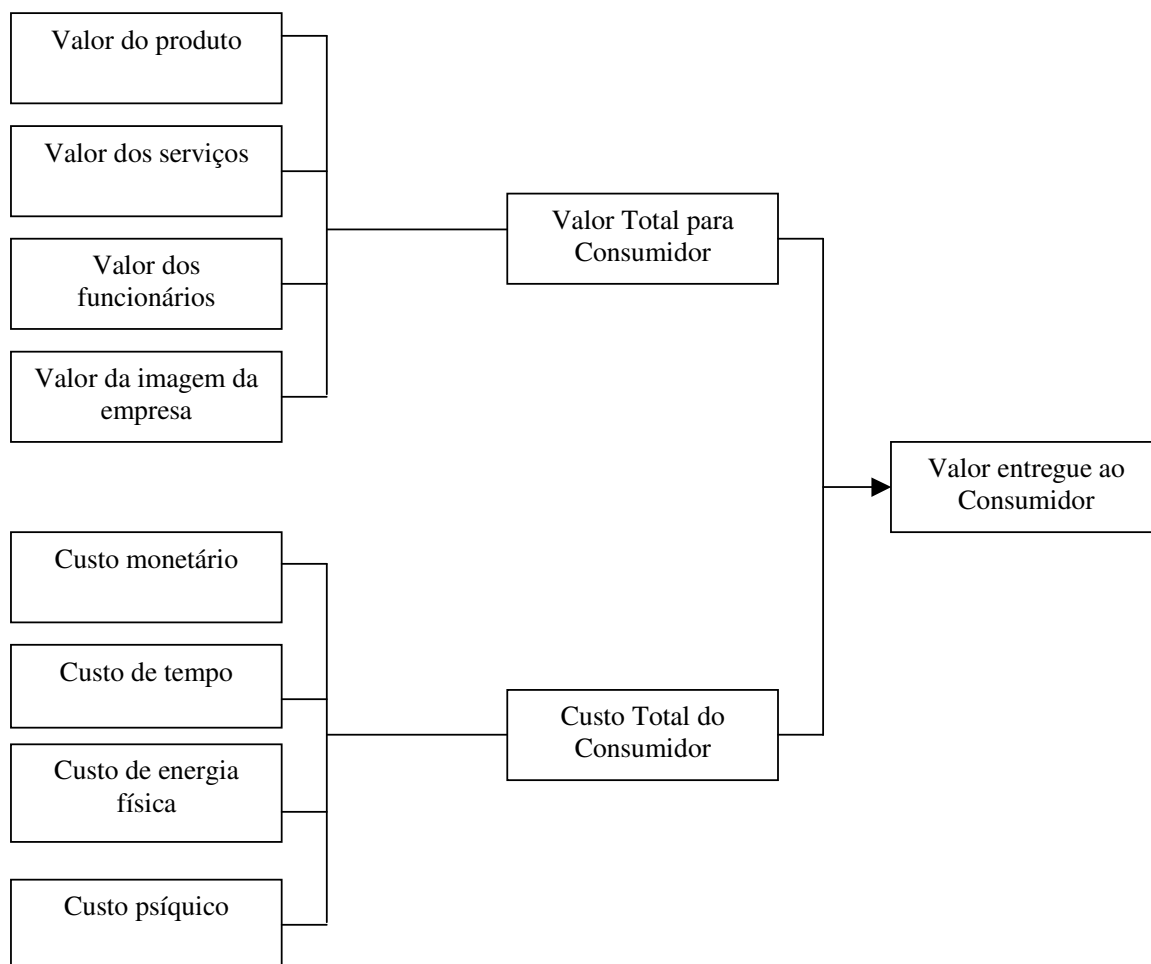 Valor do produto
Valor dos serviços
Valor dos
funcionários
Valor da imagem da
empresa
Valor Total para
Consumidor
Custo monetário
Custo de tempo
Custo de energia
física
Custo psíquico
Custo Total do
Consumidor
Valor entregue ao
Consumidor